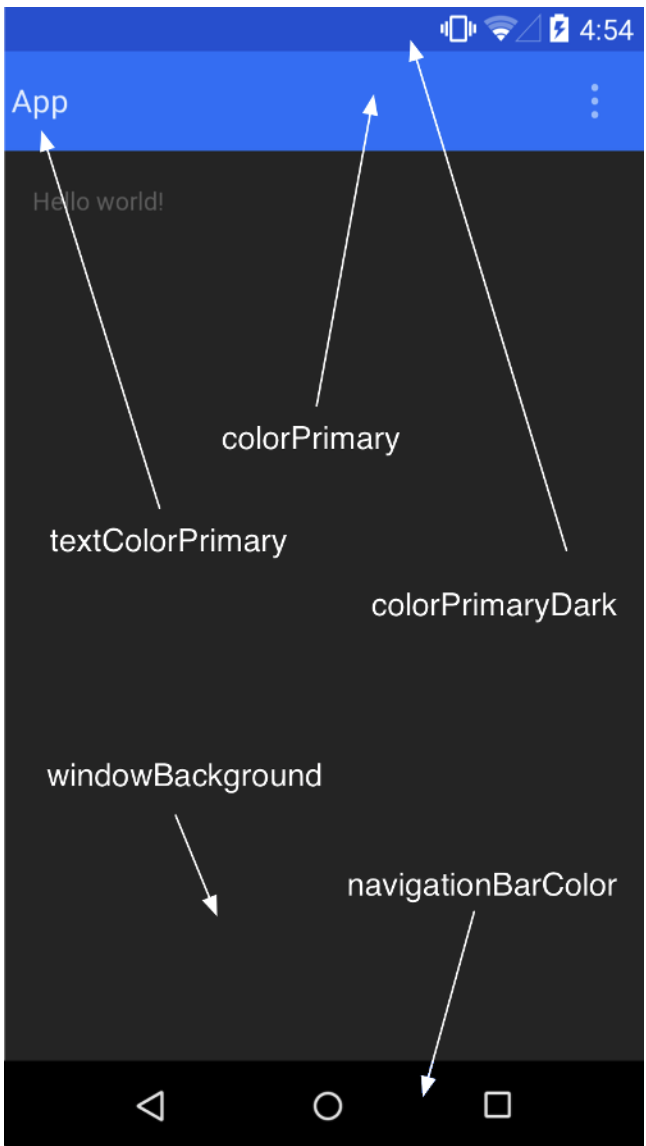 4:54
App
Hello world!
colorPrimary
textColorPrimary
colorPrimaryDark
windowBackground
navigationBarColor